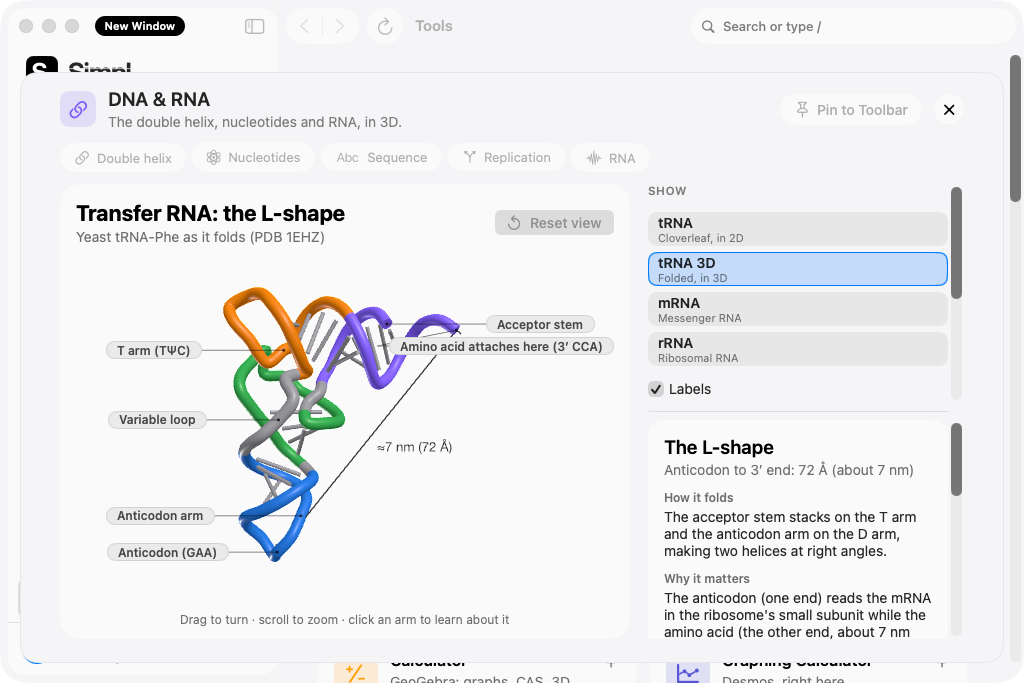 New Window
Tools
Search or type /
DNA & RNA
The double helix, nucleotides and RNA, in 3D.
Pin to Toolbar
Double helix
Nucleotides
Abc Sequence
Replication
RNA
Transfer RNA: the L-shape
Yeast tRNA-Phe as it folds (PDB 1EHZ)
Reset view
Acceptor stem
Amino acid attaches here (3′ CCA)
T arm (TΨC)
Variable loop
≈7 nm (72 Å)
Anticodon arm
Anticodon (GAA)
Drag to turn · scroll to zoom · click an arm to learn about it
SHOW
tRNA
Cloverleaf, in 2D
tRNA 3D
Folded, in 3D
mRNA
Messenger RNA
rRNA
Ribosomal RNA
Labels
The L-shape
Anticodon to 3′ end: 72 Å (about 7 nm)
How it folds
The acceptor stem stacks on the T arm
and the anticodon arm on the D arm,
making two helices at right angles.
Why it matters
The anticodon (one end) reads the mRNA
in the ribosome's small subunit while the
amino acid (the other end, about 7 nm
Calculator
GeoGebra: graphs, CAS, 3D
Graphing Calculator
Desmos, right here